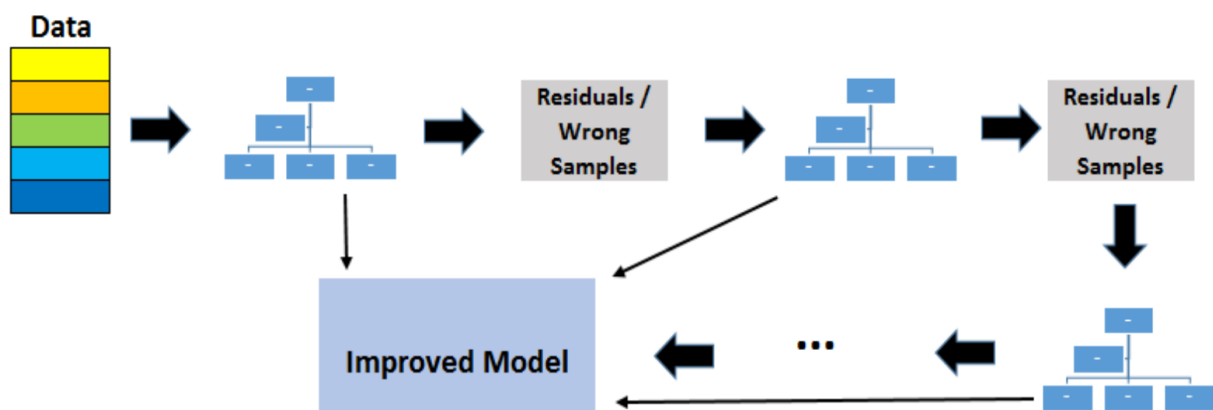 Data
-
-
-
-
-
Residuals /
Wrong
Samples
-
-
-
-
-
Residuals /
Wrong
Samples
Improved Model
...
-
-
-
-
-